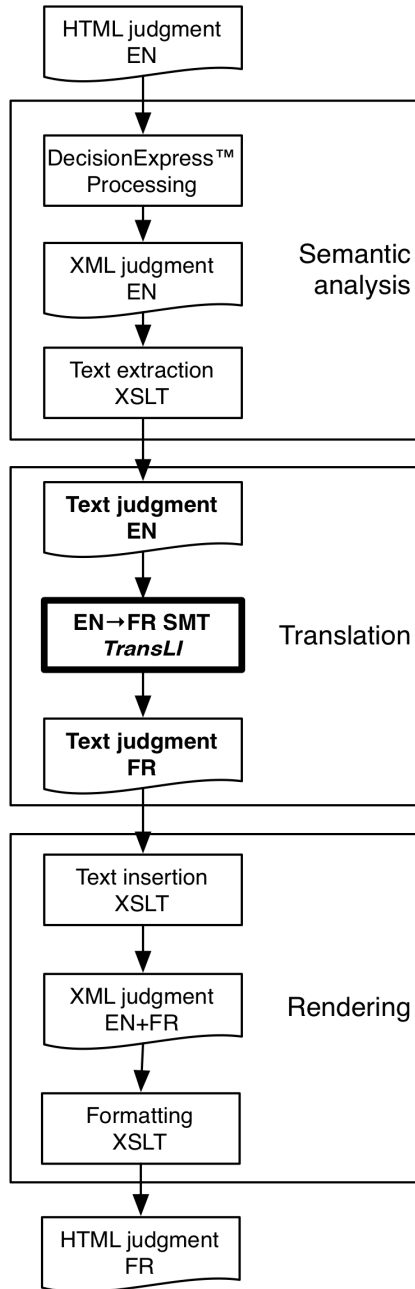 HTML judgment
EN
DecisionExpress™
Processing
XML judgment
EN
Semantic
analysis
Text extraction
XSLT
Text judgment
EN
EN→FR SMT
TransLI
Translation
Text judgment
FR
Text insertion
XSLT
XML judgment
EN+FR
Rendering
Formatting
XSLT
HTML judgment
FR